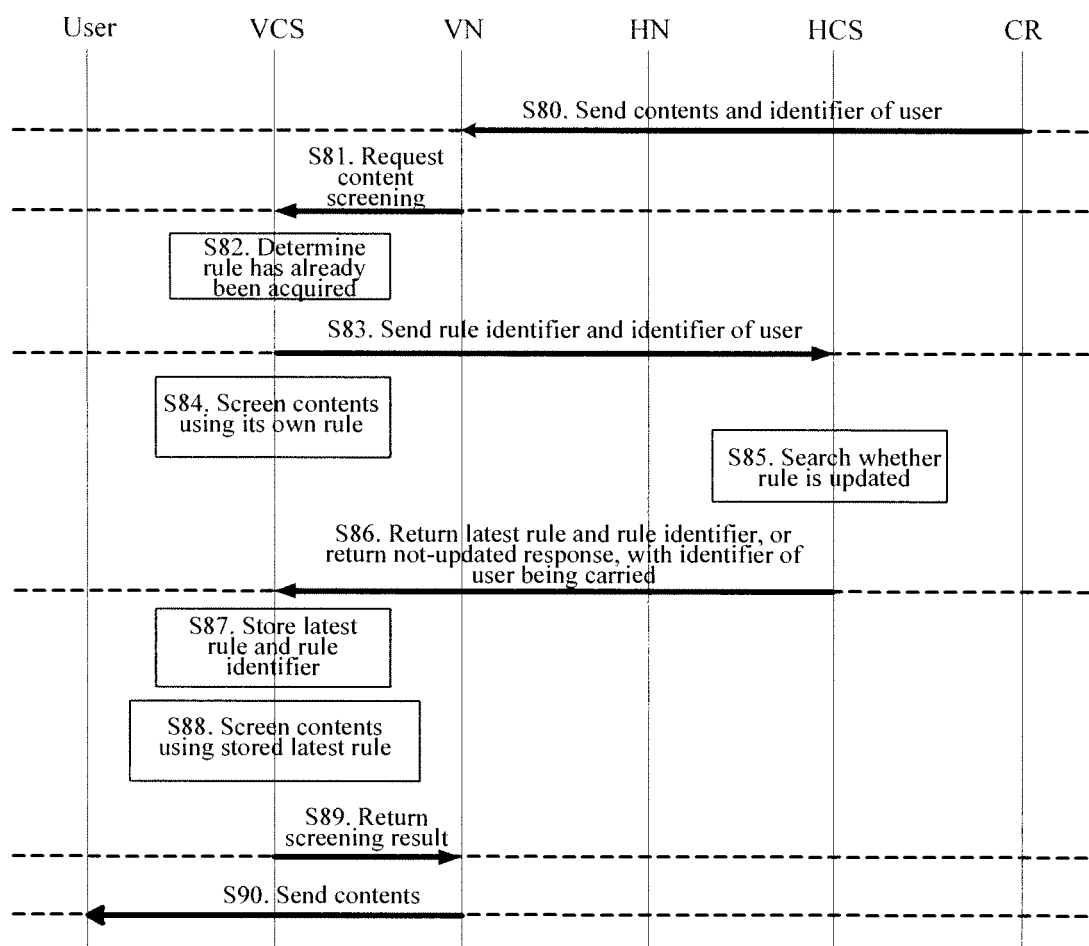 User VCS VN HN HCS CR
S80. Send contents and identifier of user
S81. Request
content
screening
S82. Determine
rule has already
been acquired
S83. Send rule identifier and identifier of user
S84. Screen contents
using its own rule
S85. Search whether
rule is updated
S86. Return latest rule and rule identifier, or
return not-updated response, with identifier of
user being carried
S87. Store latest
rule and rule
identifier
S88. Screen contents
using stored latest rule
S89. Return
screening result
S90. Send contents